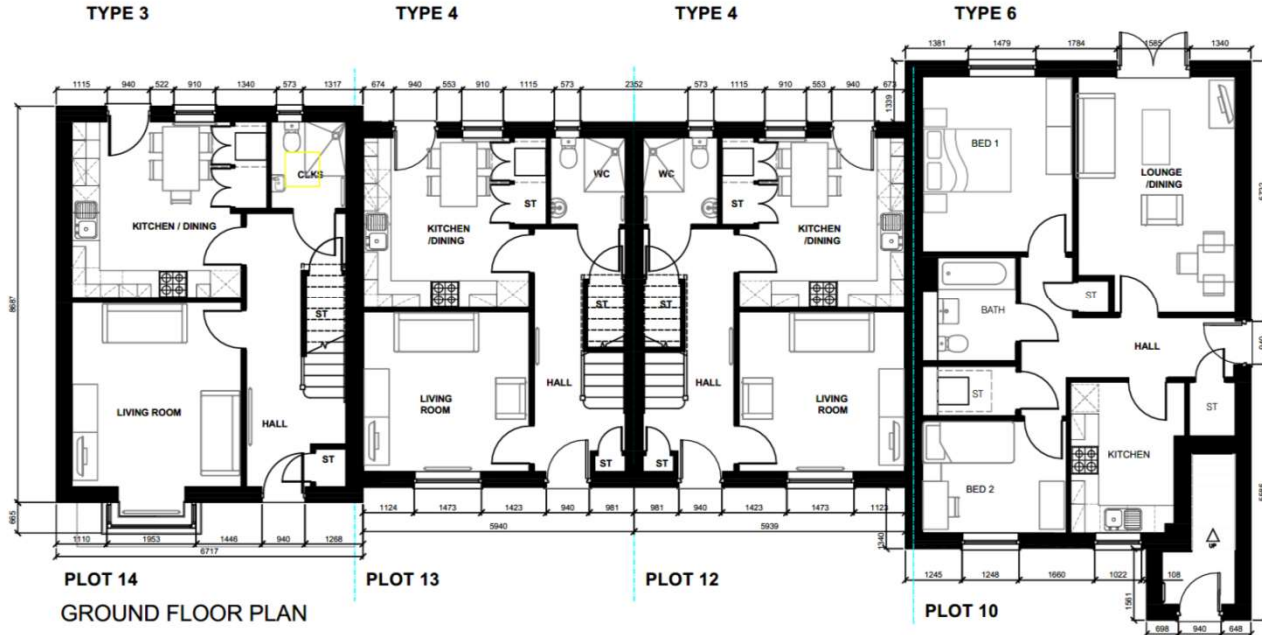 TYPE 3 TYPE 4 TYPE 4 TYPE 6
1381 1479 1784 1585 1340
1115 940 522 910 1340 573 1317 674 940 553 910 1115 573 2352 573 1115 910 553 940 673
1339
BED 1
LOUNGE
/DINING
CLKS
WC WC
ST ST
KITCHEN / DINING
KITCHEN
/DINING
KITCHEN
/DINING
ST ST ST
BATH
ST
HALL
940
LIVING ROOM
HALL
LIVING
ROOM
HALL
HALL
LIVING
ROOM
ST
ST
ST
ST ST
BED 2
KITCHEN
UP
665
1124 1473 1423 940 981 981 940 1423 1473 1123
5940 5939
1340
1110 1953 1446 940 1268
6717
1245 1248 1660 1022 108
1561
698 940 648
PLOT 14 PLOT 13 PLOT 12 PLOT 10
GROUND FLOOR PLAN